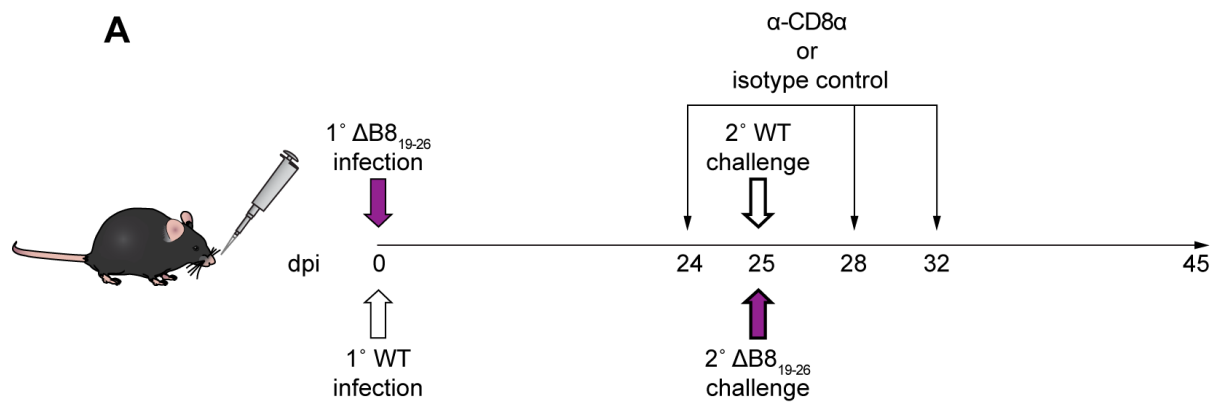 A
α-CD8α
or
isotype control
1° ΔB8₁₉₋₂₆
infection
2° WT
challenge
dpi 0 24 25 28 32 45
1° WT
infection
2° ΔB8₁₉₋₂₆
challenge